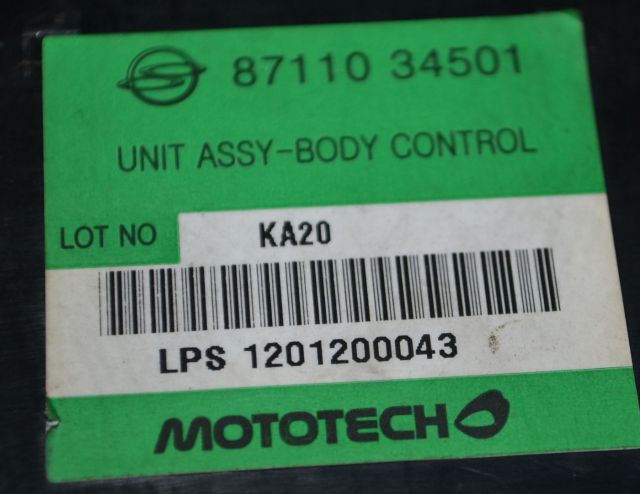 87110 34501
UNIT ASSY-BODY CONTROL
LOT NO KA20
LPS 1201200043
MOTOTECH